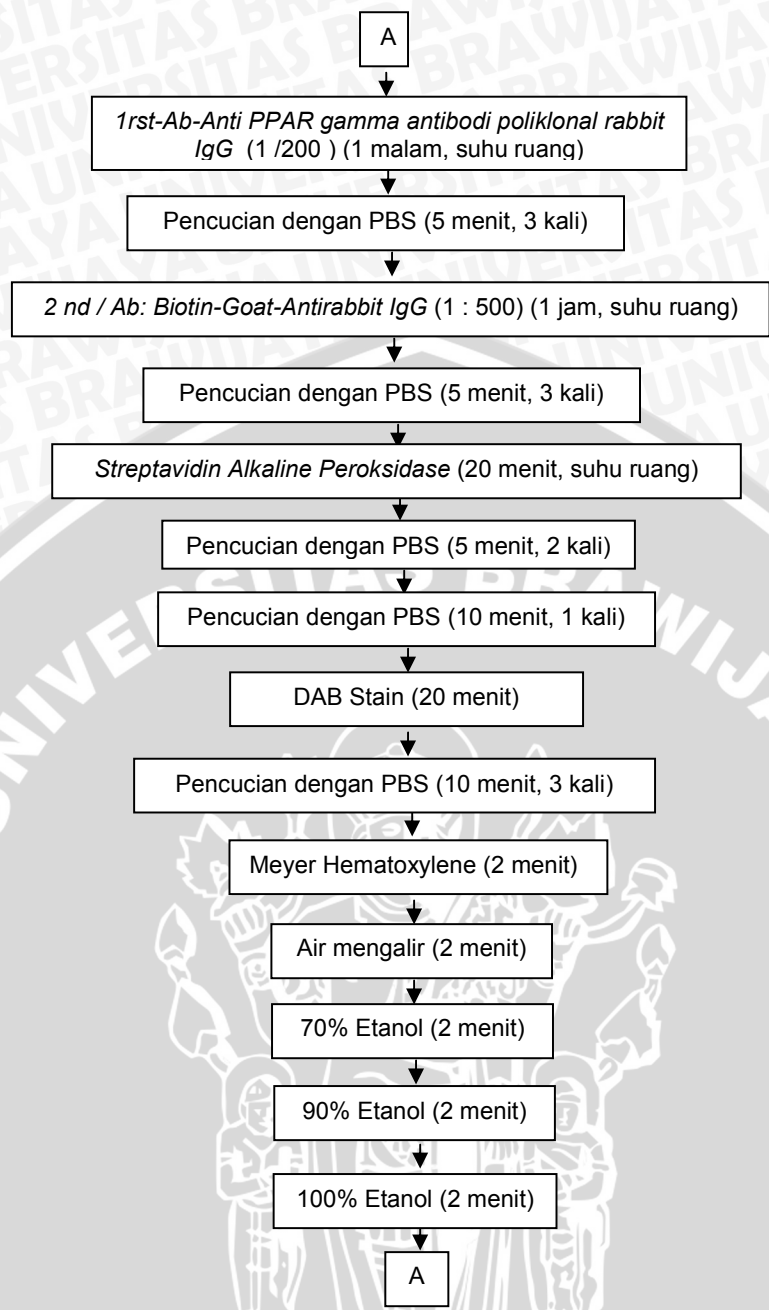 A
1rst-Ab-Anti PPAR gamma antibodi poliklonal rabbit
IgG (1 /200 ) (1 malam, suhu ruang)
Pencucian dengan PBS (5 menit, 3 kali)
2 nd / Ab: Biotin-Goat-Antirabbit IgG (1 : 500) (1 jam, suhu ruang)
Pencucian dengan PBS (5 menit, 3 kali)
Streptavidin Alkaline Peroksidase (20 menit, suhu ruang)
Pencucian dengan PBS (5 menit, 2 kali)
Pencucian dengan PBS (10 menit, 1 kali)
DAB Stain (20 menit)
Pencucian dengan PBS (10 menit, 3 kali)
Meyer Hematoxylene (2 menit)
Air mengalir (2 menit)
70% Etanol (2 menit)
90% Etanol (2 menit)
100% Etanol (2 menit)
A